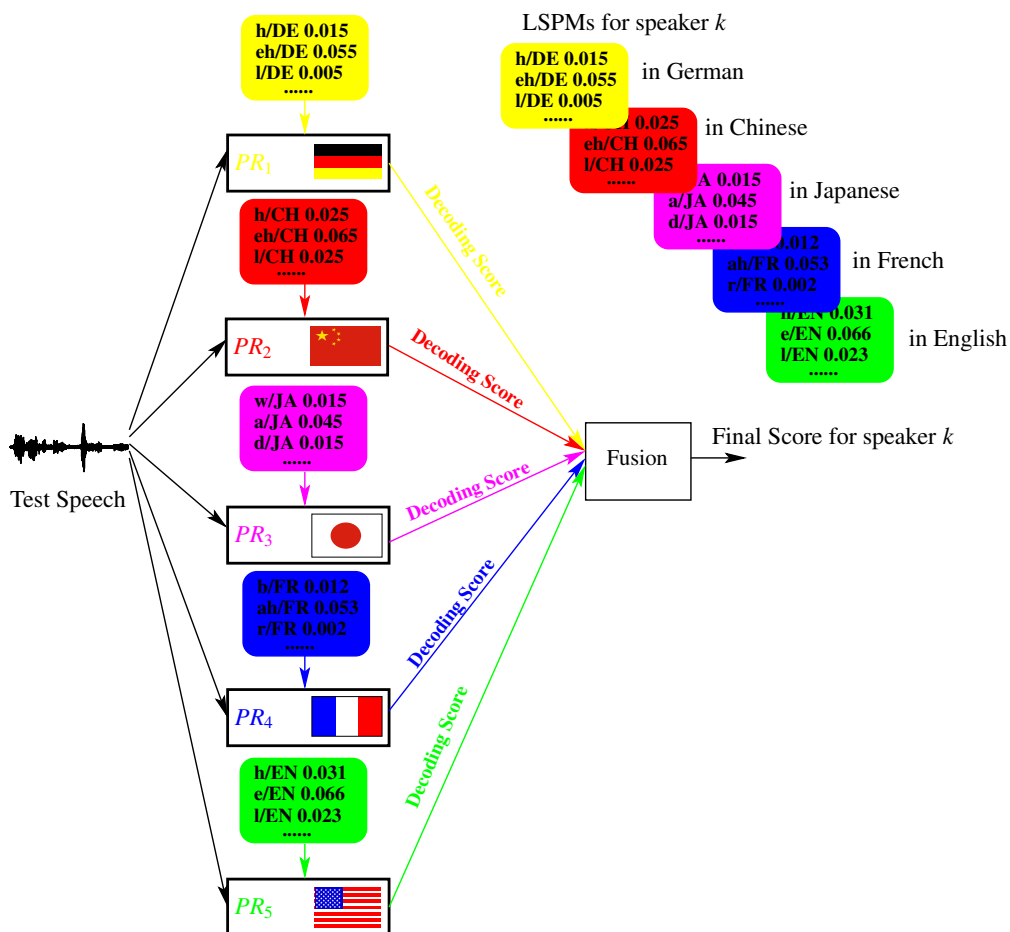 h/DE 0.015
eh/DE 0.055
l/DE 0.005
......
PR1
h/CH 0.025
eh/CH 0.065
l/CH 0.025
......
PR2
w/JA 0.015
a/JA 0.045
d/JA 0.015
......
PR3
b/FR 0.012
ah/FR 0.053
r/FR 0.002
......
PR4
h/EN 0.031
e/EN 0.066
l/EN 0.023
......
PR5
Test Speech
Decoding Score
Decoding Score
Decoding Score
Decoding Score
Decoding Score
Fusion
Final Score for speaker k
LSPMs for speaker k
h/DE 0.015
eh/DE 0.055
l/DE 0.005
......
in German
0.025
eh/CH 0.065
l/CH 0.025
......
in Chinese
0.015
a/JA 0.045
d/JA 0.015
......
in Japanese
ah/FR 0.053
r/FR 0.002
......
in French
h/EN 0.031
e/EN 0.066
l/EN 0.023
......
in English